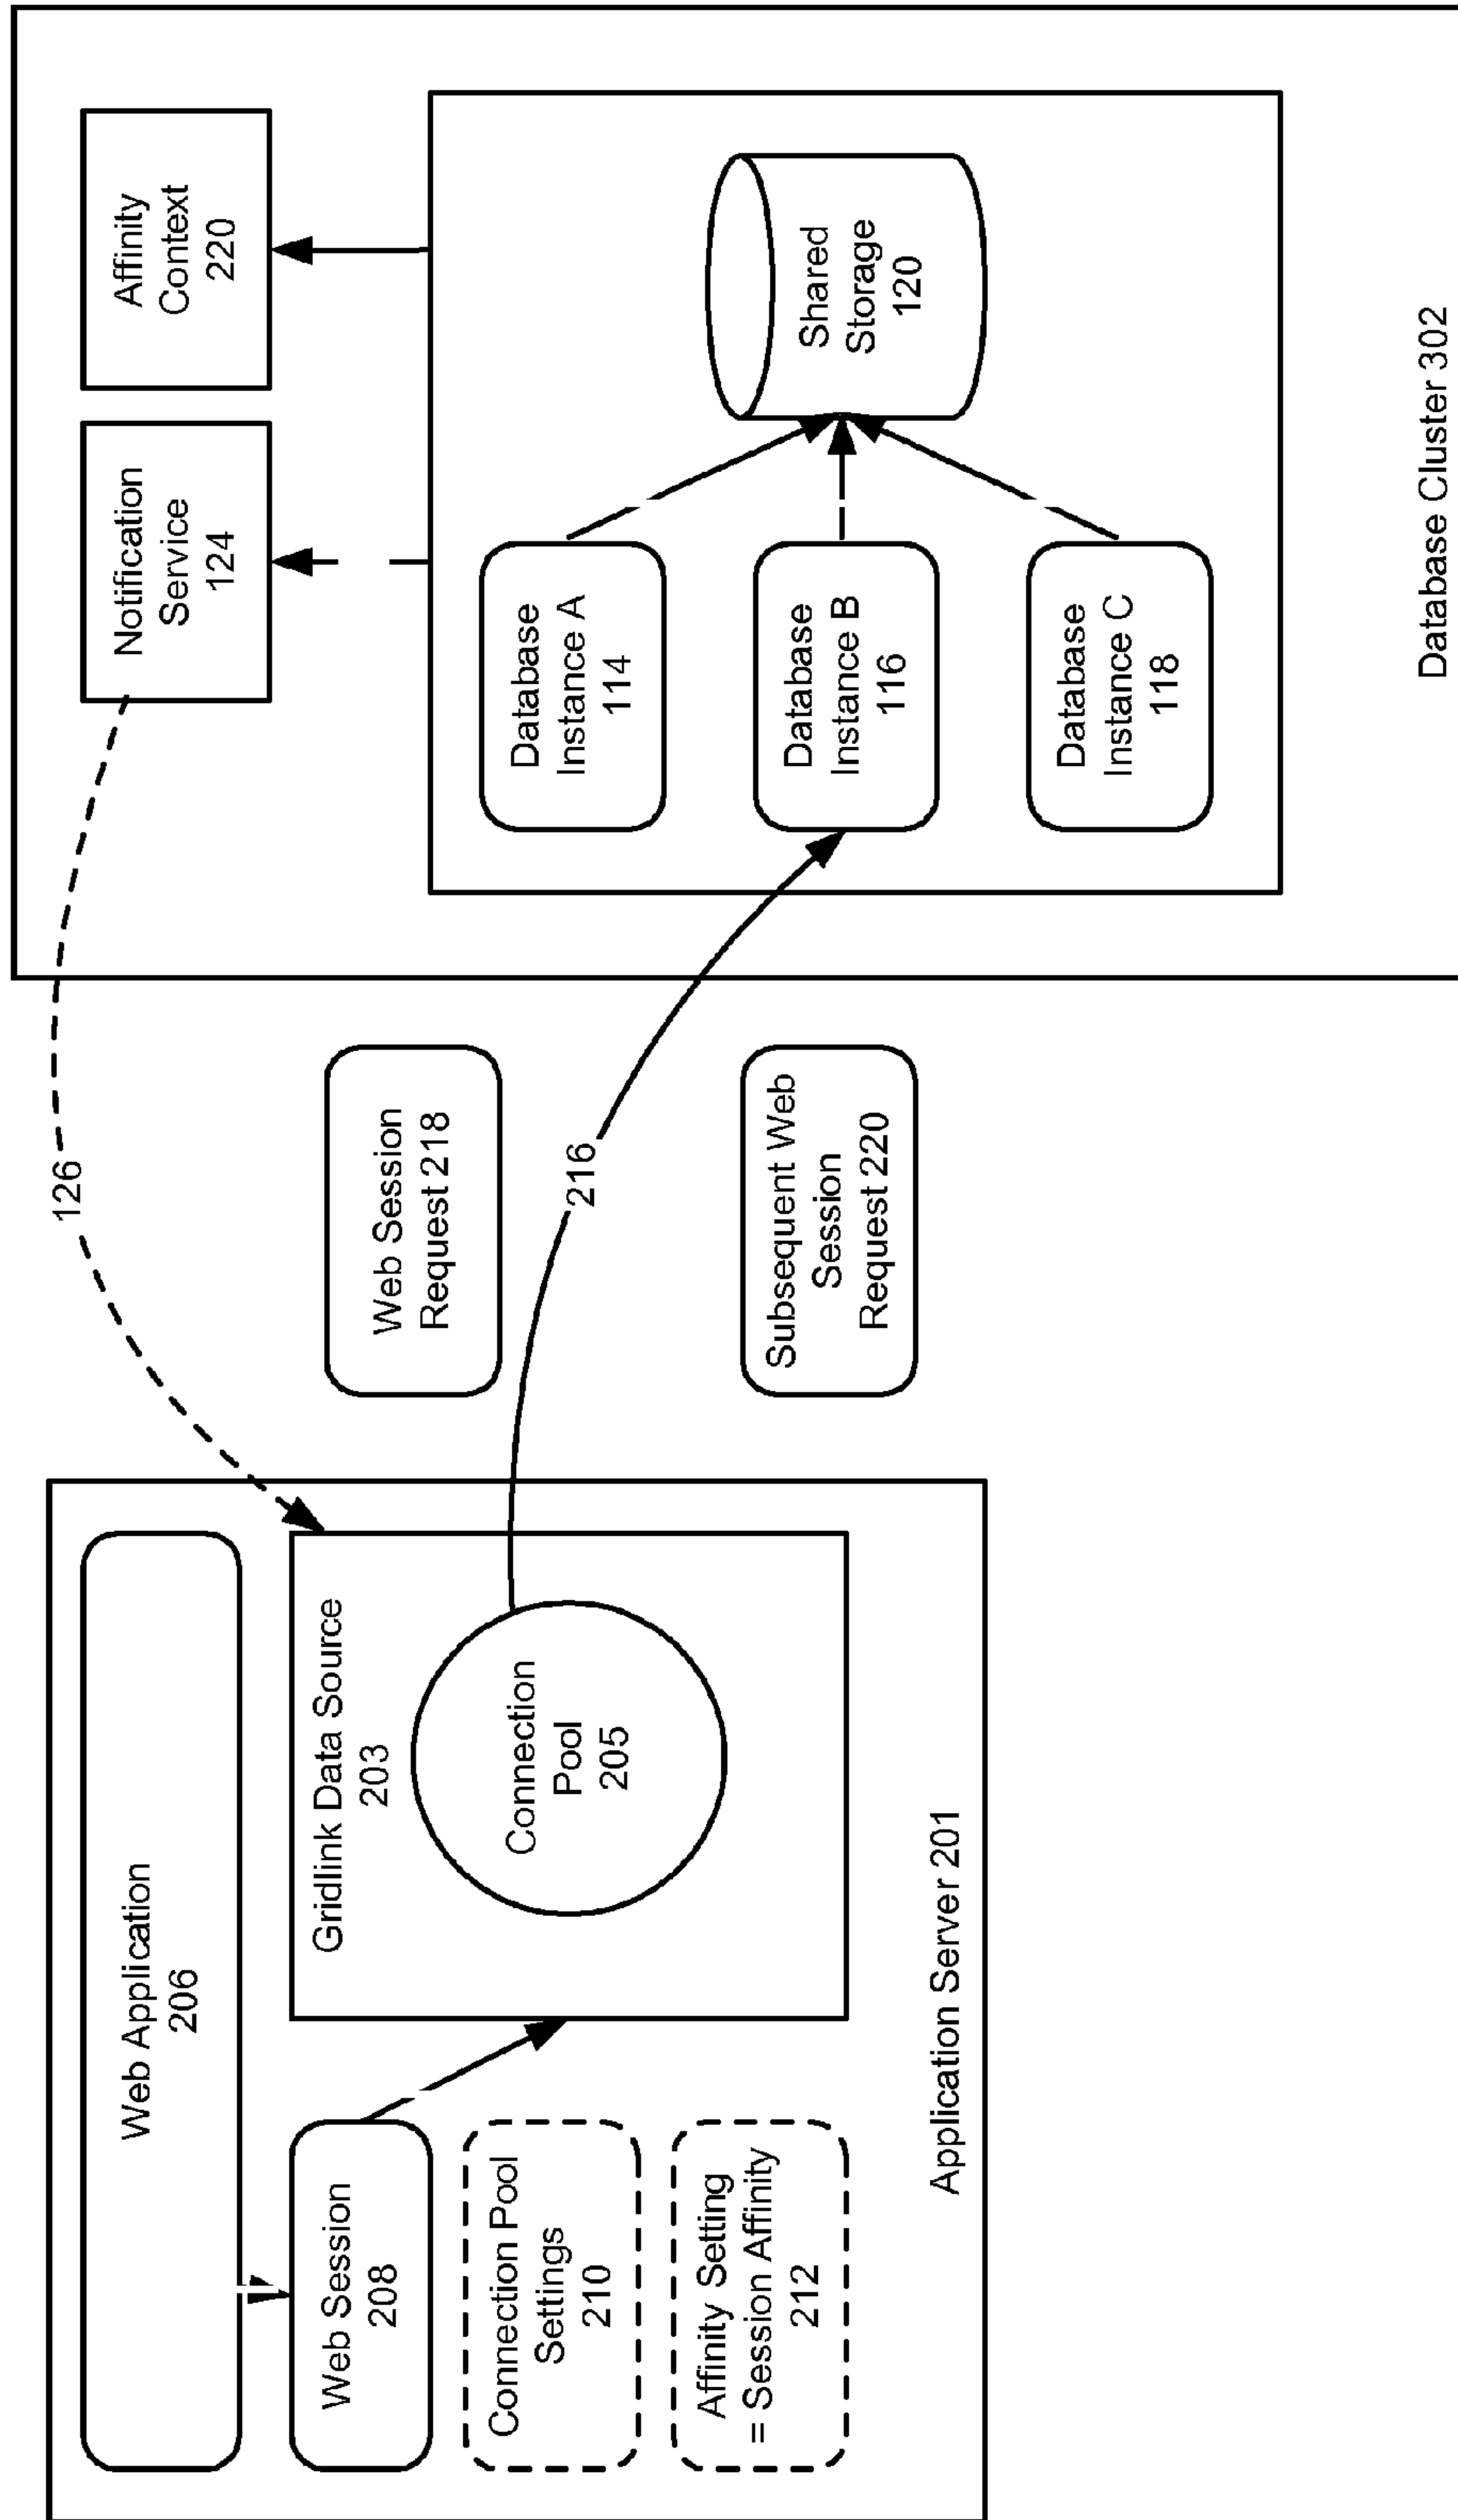 Web Application
206
Web Session
208
Connection Pool
Settings
210
Affinity Setting
= Session Affinity
212
Gridlink Data Source
203
Connection
Pool
205
Application Server 201
126
Web Session
Request 218
216
Subsequent Web
Session
Request 220
Notification
Service
124
Affinity
Context
220
Database
Instance A
114
Database
Instance B
116
Database
Instance C
118
Shared
Storage
120
Database Cluster 302